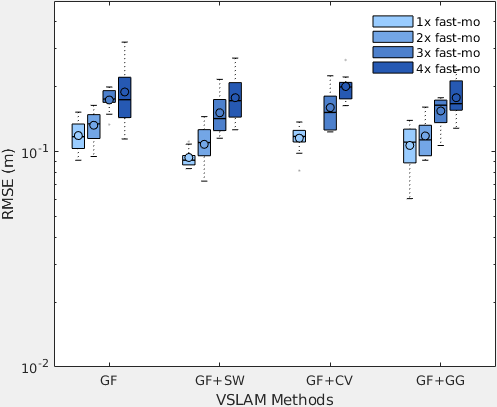 1x fast-mo
2x fast-mo
3x fast-mo
4x fast-mo
RMSE (m)
10-1
10-2
GF
GF+SW
GF+CV
GF+GG
VSLAM Methods